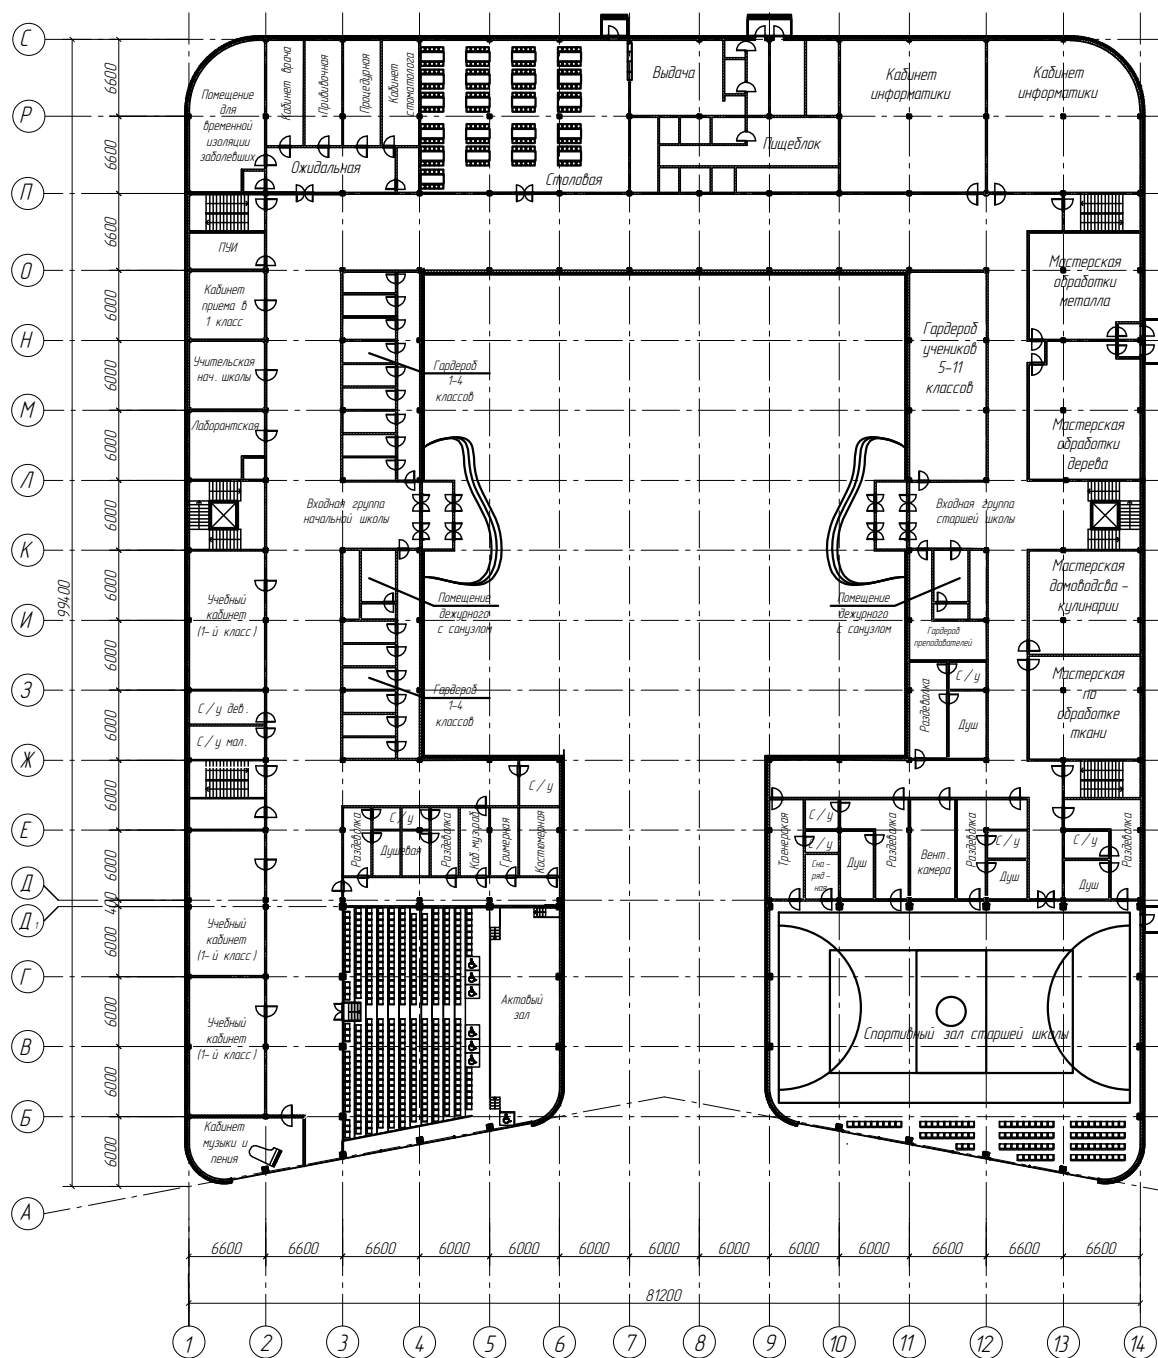 С
Р
П
О
Н
М
Л
К
И
З
Ж
Е
Д
Д₁
Г
В
Б
А
6600
6600
6600
6000
6000
6000
6000
6000
6000
6000
6000
6000
400
6000
6000
6000
6000
99400
Помещение
для
временной
изоляции
заболевших
Кабинет врача
Прививочная
Процедурная
Кабинет
стоматолога
Ожидальная
Столовая
Выдача
Пищеблок
Кабинет
информатики
Кабинет
информатики
ПУИ
Кабинет
приема в
1 класс
Учительская
нач. школы
Лаборантская
Гардероб
1-4
классов
Гардероб
учеников
5-11
классов
Мастерская
обработки
металла
Мастерская
обработки
дерева
Входная группа
начальной школы
Входная группа
старшей школы
Учебный
кабинет
(1-й класс)
Помещение
дежурного
с санузлом
Помещение
дежурного
с санузлом
Гардероб
преподавателей
Мастерская
домоводсва -
кулинарии
С/у дев.
С/у мал.
Гардероб
1-4
классов
Раздевалка
С/у
Душ
Мастерская
по
обработке
ткани
С/у
Раздевалка
С/у
Душевая
Раздевалка
Каб.муз.рад.
Гримерная
Костюмерная
Тренерская
С/у
С/у
Сна-
ряд-
ная
Душ
Раздевалка
Вент.
камера
Раздевалка
С/у
Душ
С/у
Душ
Раздевалка
Учебный
кабинет
(1-й класс)
Учебный
кабинет
(1-й класс)
Актовый
зал
Спортивный зал старшей школы
Кабинет
музыки и
пения
6600 6600 6600 6000 6000 6000 6000 6000 6000 6000 6600 6600 6600
81200
1 2 3 4 5 6 7 8 9 10 11 12 13 14